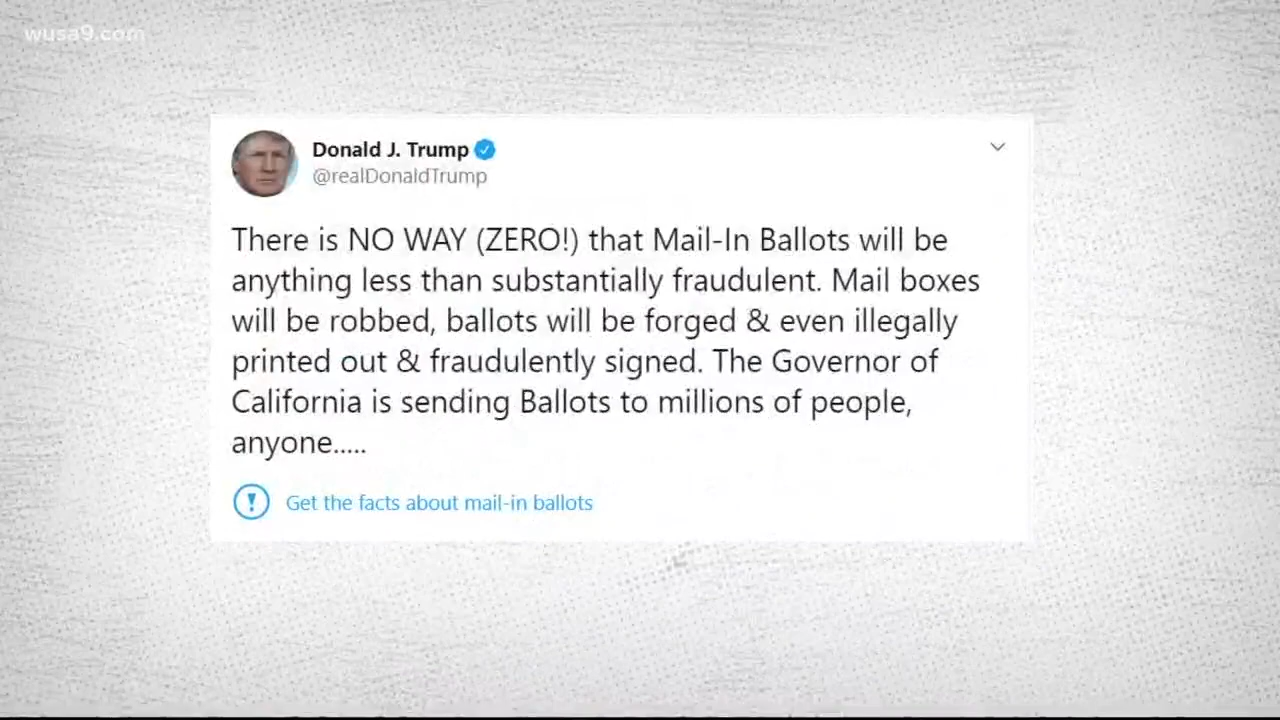 wusa9.com
Donald J. Trump
@realDonaldTrump
There is NO WAY (ZERO!) that Mail-In Ballots will be
anything less than substantially fraudulent. Mail boxes
will be robbed, ballots will be forged & even illegally
printed out & fraudulently signed. The Governor of
California is sending Ballots to millions of people,
anyone.....
Get the facts about mail-in ballots